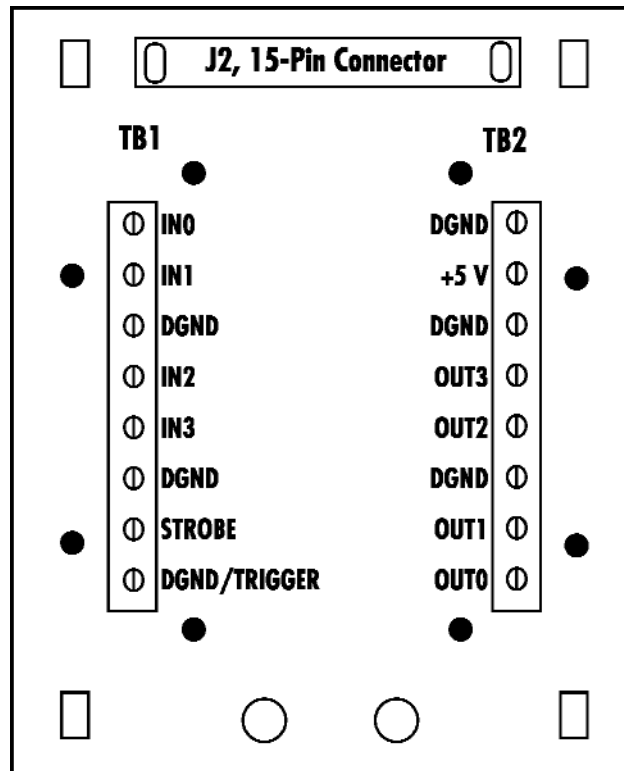 J2, 15-Pin Connector
TB1
TB2
IN0
IN1
DGND
IN2
IN3
DGND
STROBE
DGND/TRIGGER
DGND
+5 V
DGND
OUT3
OUT2
DGND
OUT1
OUT0